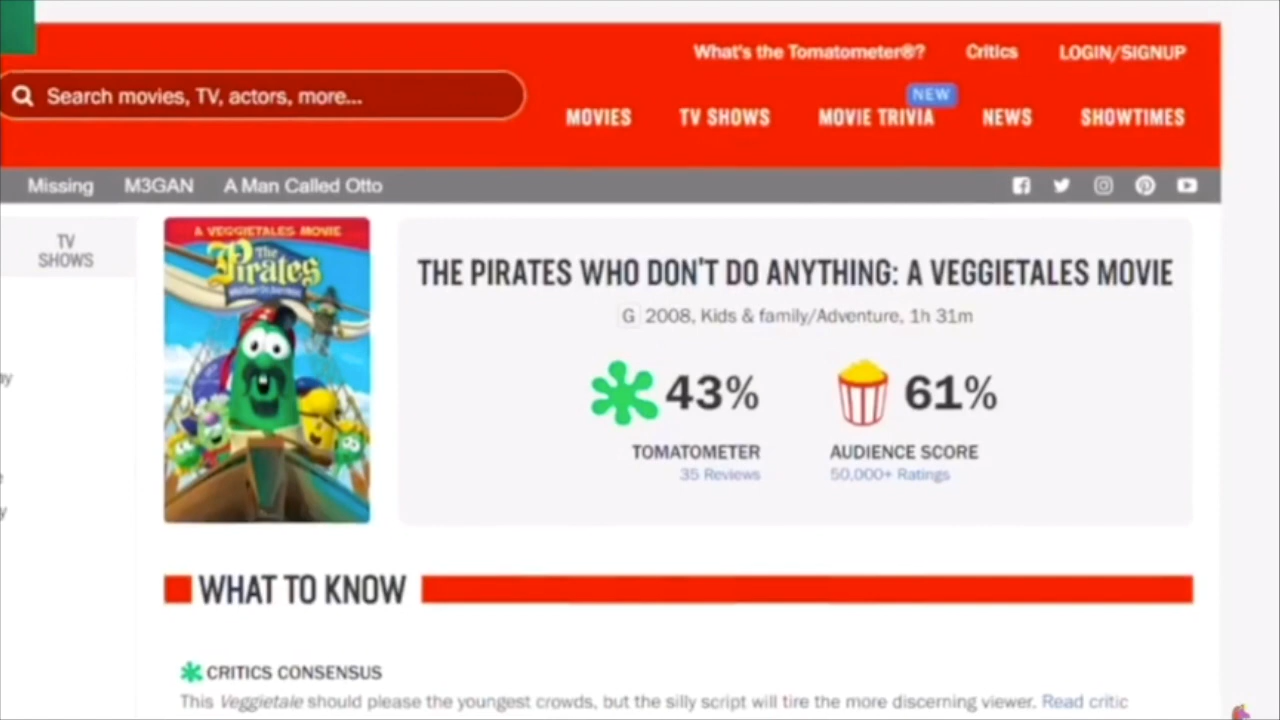 What's the Tomatometer®? Critics LOGIN/SIGNUP
Search movies, TV, actors, more...
NEW
MOVIES TV SHOWS MOVIE TRIVIA NEWS SHOWTIMES
Missing M3GAN A Man Called Otto
TV
SHOWS
A VEGGIETALES MOVIE
The
Pirates
THE PIRATES WHO DON'T DO ANYTHING: A VEGGIETALES MOVIE
G 2008, Kids & family/Adventure, 1h 31m
43% 61%
TOMATOMETER AUDIENCE SCORE
35 Reviews 50,000+ Ratings
WHAT TO KNOW
CRITICS CONSENSUS
This Veggietale should please the youngest crowds, but the silly script will tire the more discerning viewer. Read critic